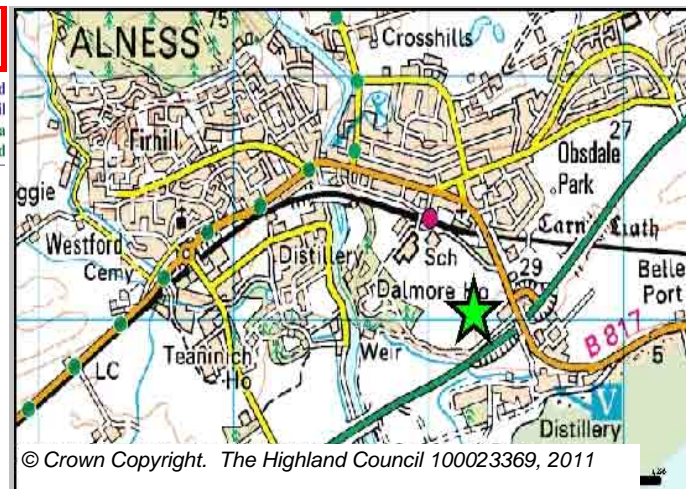 75
ALNESS
Crosshills
Firhill
27
Obsdale
Park
ggie
Westford
Cemy
Distillery
Sch
Carn Liath
29
Belle
Port
Dalmore Ho
LC
Teaninich
Ho
Weir
B 817
5
V
Distillery
© Crown Copyright. The Highland Council 100023369, 2011